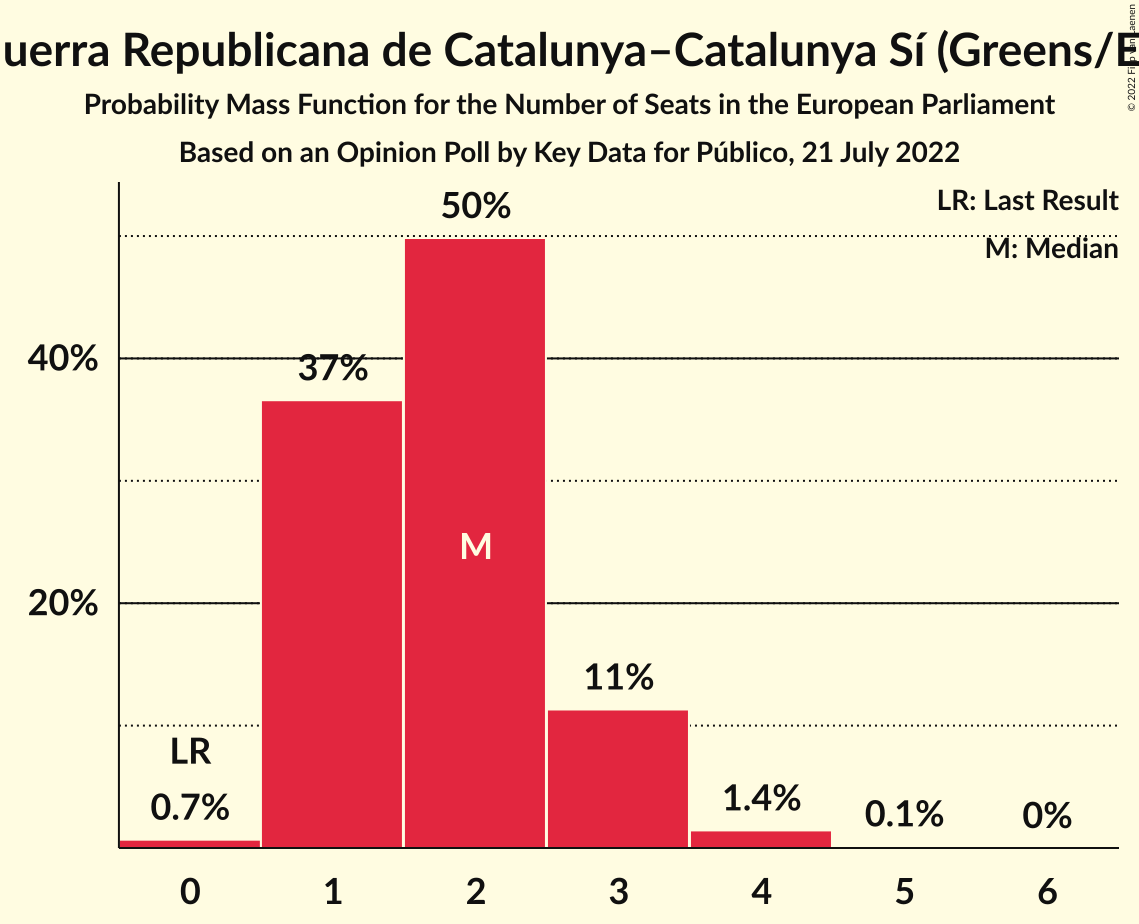 uerra Republicana de Catalunya–Catalunya Sí (Greens/E
Probability Mass Function for the Number of Seats in the European Parliament
Based on an Opinion Poll by Key Data for Público, 21 July 2022
LR: Last Result
M: Median
50%
40%
37%
M
20%
11%
LR
0.7%
1.4%
0.1%
0%
0 1 2 3 4 5 6
© 2022 Laenen